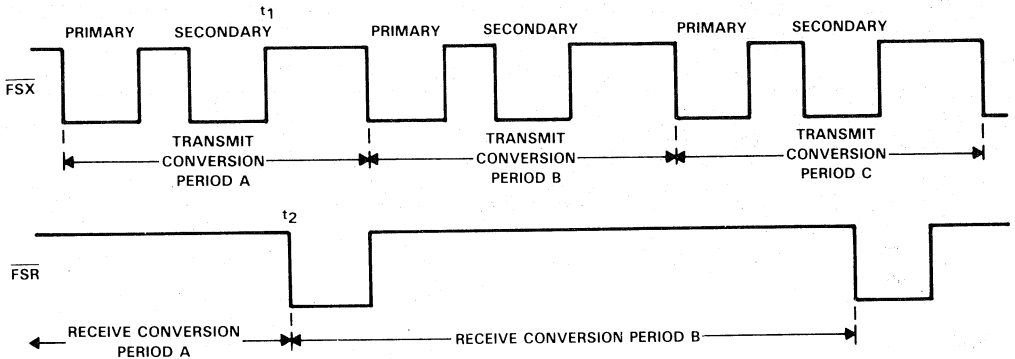 t1
PRIMARY SECONDARY PRIMARY SECONDARY PRIMARY SECONDARY
FSX
TRANSMIT CONVERSION PERIOD A
TRANSMIT CONVERSION PERIOD B
TRANSMIT CONVERSION PERIOD C
t2
FSR
RECEIVE CONVERSION PERIOD A
RECEIVE CONVERSION PERIOD B